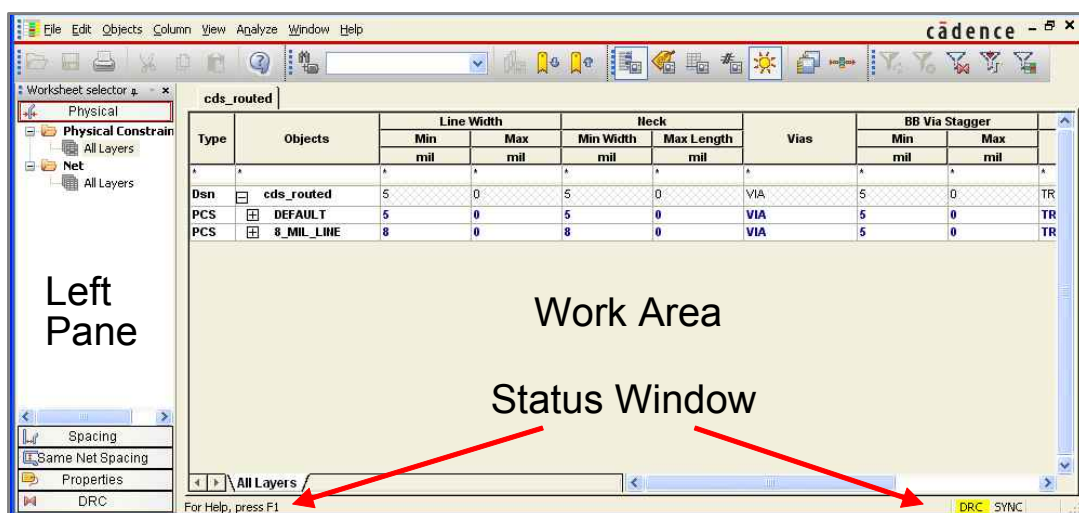 File Edit Objects Column View Analyze Window Help
cādence
Worksheet selector
cds_routed
Physical
Physical Constrain
All Layers
Net
All Layers
Line Width Neck BB Via Stagger
Type Objects Min Max Min Width Max Length Vias Min Max
mil mil mil mil mil mil
* * * * * * * * * *
Dsn cds_routed 5 0 5 0 VIA 5 0 TR
PCS DEFAULT 5 0 5 0 VIA 5 0 TR
PCS 8_MIL_LINE 8 0 8 0 VIA 5 0 TR
Left
Pane
Work Area
Status Window
Spacing
Same Net Spacing
Properties
DRC
All Layers
For Help, press F1
DRC SYNC